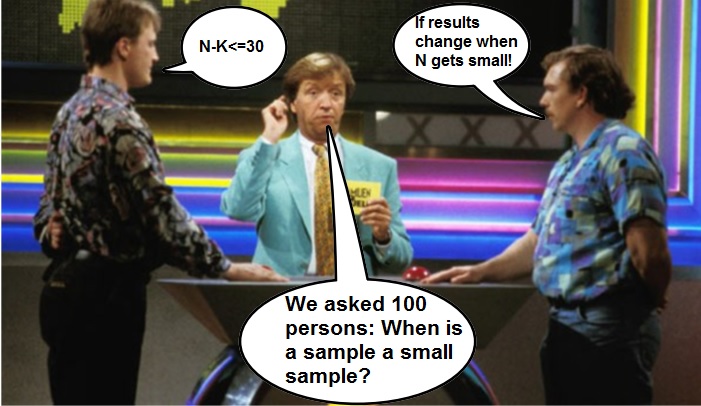 N-K<=30
If results
change when
N gets small!
X X X
We asked 100
persons: When is
a sample a small
sample?